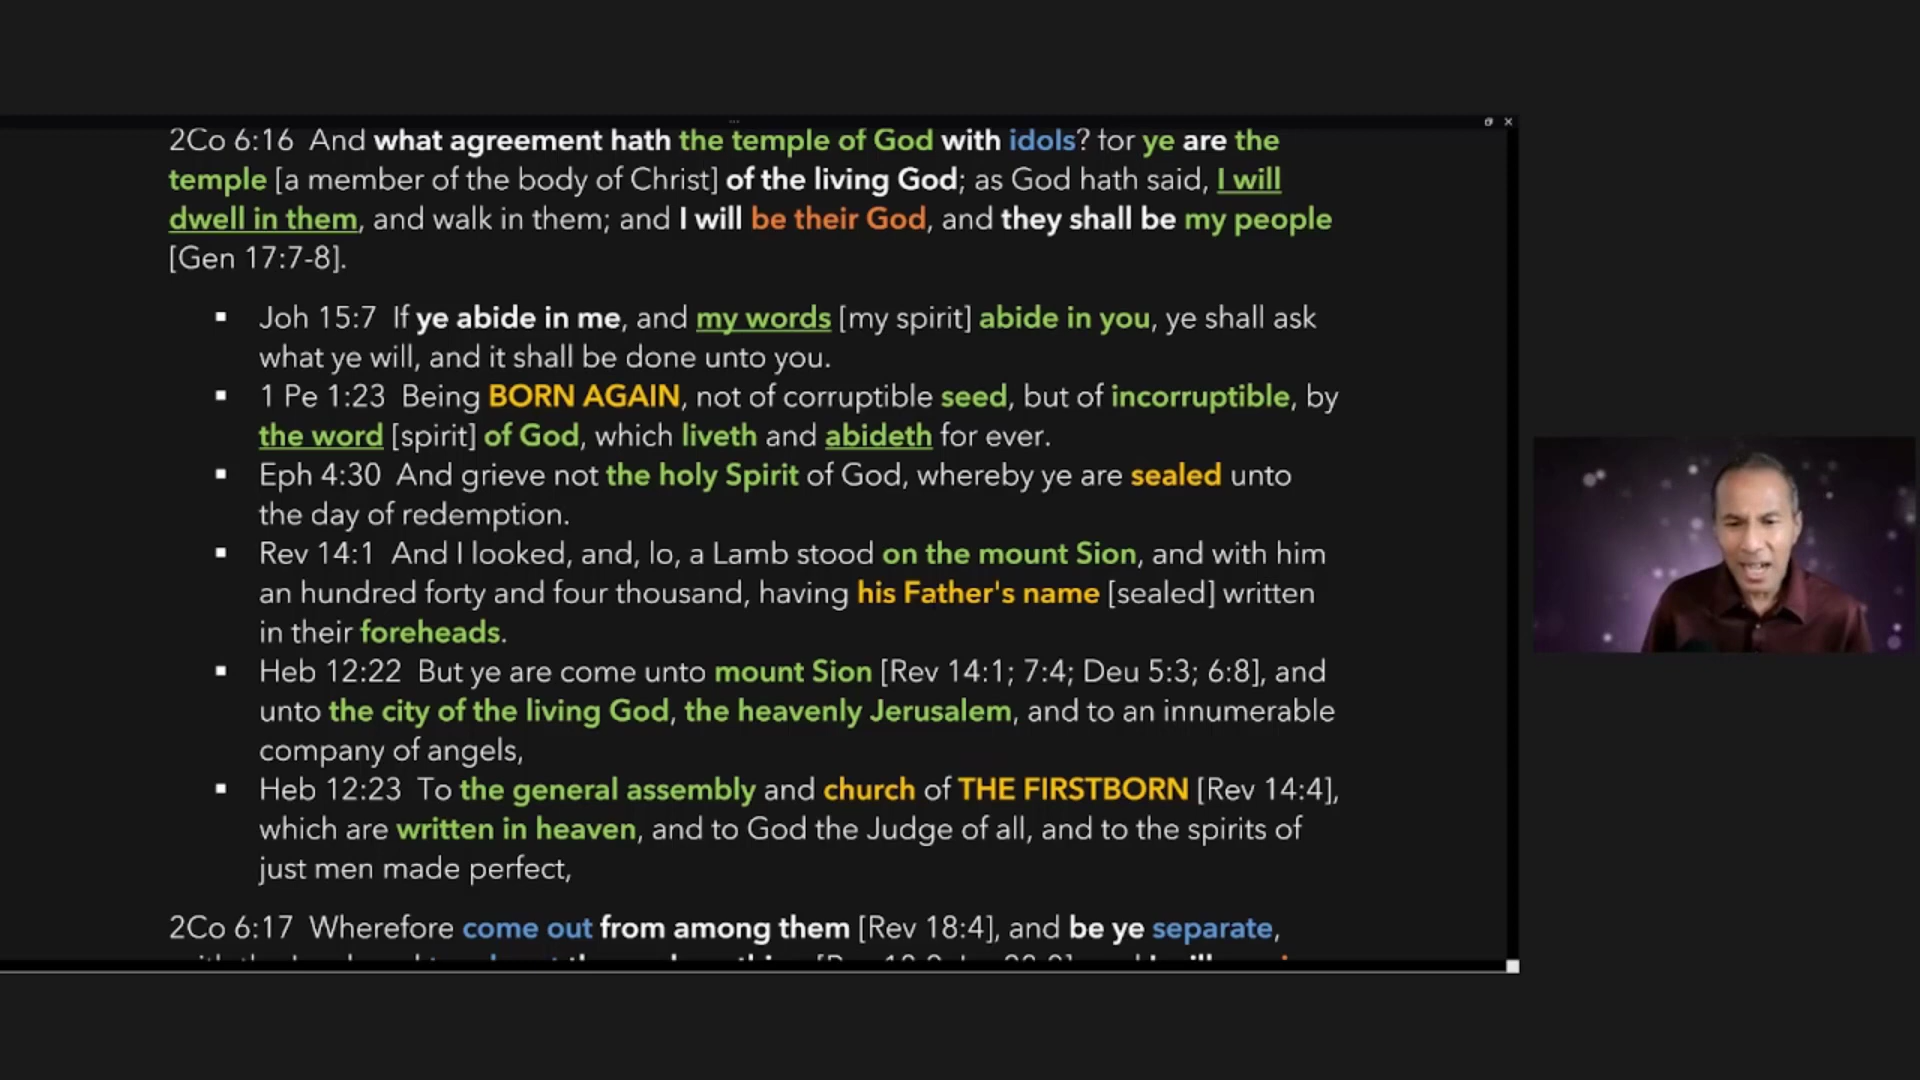 2Co 6:16 And what agreement hath the temple of God with idols? for ye are the
temple [a member of the body of Christ] of the living God; as God hath said, I will
dwell in them, and walk in them; and I will be their God, and they shall be my people
[Gen 17:7-8].
▪ Joh 15:7 If ye abide in me, and my words [my spirit] abide in you, ye shall ask
what ye will, and it shall be done unto you.
▪ 1 Pe 1:23 Being BORN AGAIN, not of corruptible seed, but of incorruptible, by
the word [spirit] of God, which liveth and abideth for ever.
▪ Eph 4:30 And grieve not the holy Spirit of God, whereby ye are sealed unto
the day of redemption.
▪ Rev 14:1 And I looked, and, lo, a Lamb stood on the mount Sion, and with him
an hundred forty and four thousand, having his Father's name [sealed] written
in their foreheads.
▪ Heb 12:22 But ye are come unto mount Sion [Rev 14:1; 7:4; Deu 5:3; 6:8], and
unto the city of the living God, the heavenly Jerusalem, and to an innumerable
company of angels,
▪ Heb 12:23 To the general assembly and church of THE FIRSTBORN [Rev 14:4],
which are written in heaven, and to God the Judge of all, and to the spirits of
just men made perfect,
2Co 6:17 Wherefore come out from among them [Rev 18:4], and be ye separate,